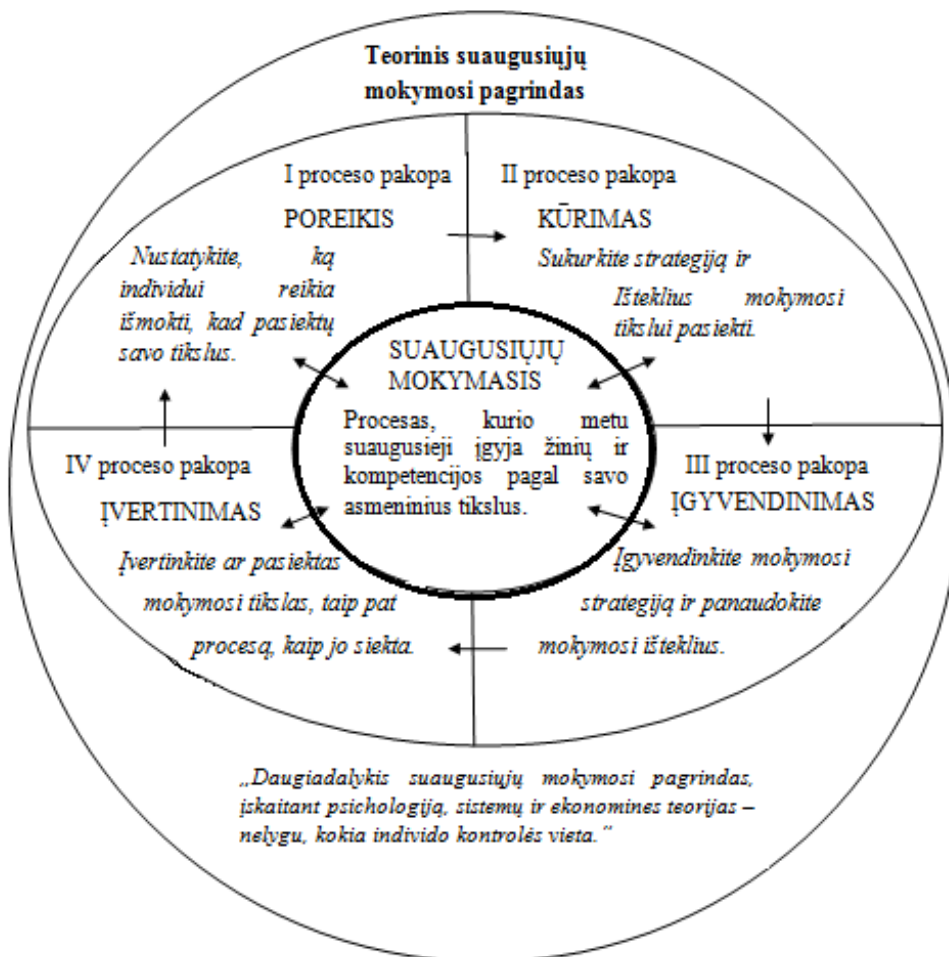 Teorinis suaugusiųjų
mokymosi pagrindas
I proceso pakopa
POREIKIS
Nustatykite, ką
individui reikia
išmokti, kad pasiektų
savo tikslus.
II proceso pakopa
KŪRIMAS
Sukurkite strategiją ir
Išteklius mokymosi
tikslui pasiekti.
SUAUGUSIŲJŲ
MOKYMASIS
Procesas, kurio metu
suaugusieji įgyja žinių ir
kompetencijos pagal savo
asmeninius tikslus.
IV proceso pakopa
ĮVERTINIMAS
Įvertinkite ar pasiektas
mokymosi tikslas, taip pat
procesą, kaip jo siekta.
III proceso pakopa
ĮGYVENDINIMAS
Įgyvendinkite mokymosi
strategiją ir panaudokite
mokymosi išteklius.
„Daugiadalykis suaugusiųjų mokymosi pagrindas,
įskaitant psichologiją, sistemų ir ekonomines teorijas –
nelygu, kokia individo kontrolės vieta.“